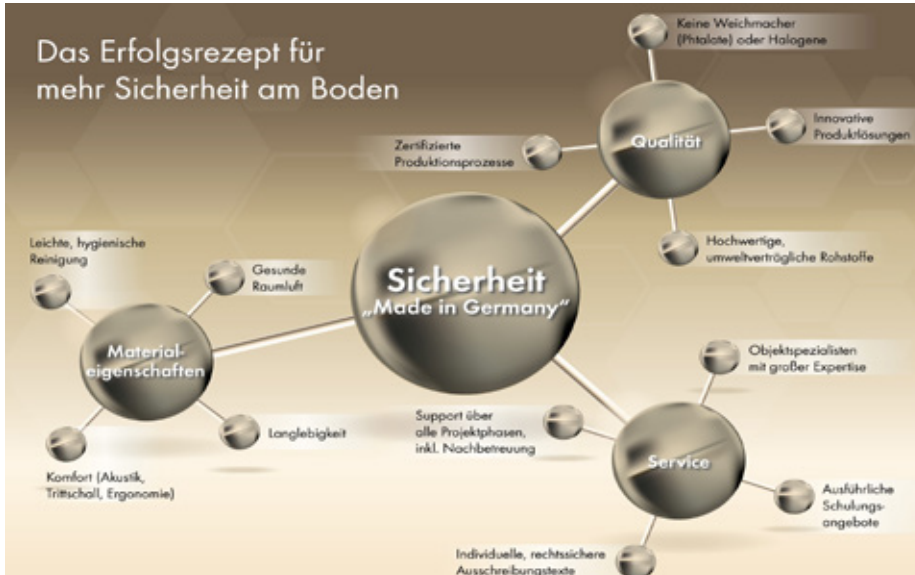 Das Erfolgsrezept für
mehr Sicherheit am Boden
Keine Weichmacher
(Phtalate) oder Halogene
Innovative
Produktlösungen
Qualität
Zertifizierte
Produktionsprozesse
Hochwertige,
umweltverträgliche Rohstoffe
Leichte, hygienische
Reinigung
Gesunde
Raumluft
Sicherheit
„Made in Germany“
Material-
eigenschaften
Langlebigkeit
Komfort (Akustik,
Trittschall, Ergonomie)
Objektspezialisten
mit großer Expertise
Support über
alle Projektphasen,
inkl. Nachbetreuung
Service
Ausführliche
Schulungs-
angebote
Individuelle, rechtssichere
Ausschreibungstexte